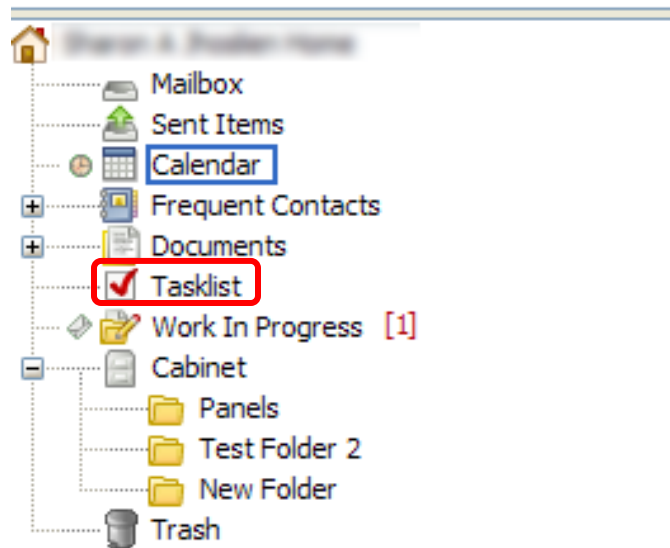 Home
Mailbox
Sent Items
Calendar
Frequent Contacts
Documents
Tasklist
Work In Progress [1]
Cabinet
Panels
Test Folder 2
New Folder
Trash